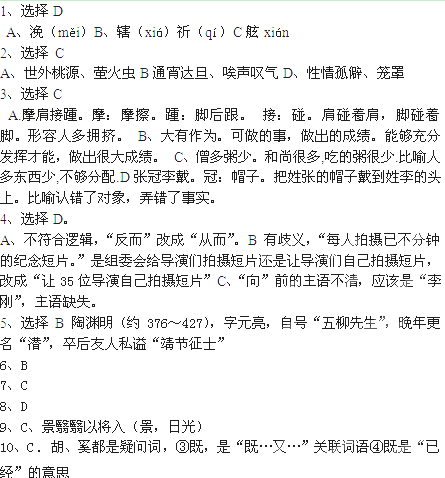 1、选择 D
A、浼（měi）B、辖（xiá）祈（qí）C舷 xián
2、选择 C
A、世外桃源、萤火虫 B 通宵达旦、唉声叹气 D、性情孤僻、笼罩
3、选择 C
A.摩肩接踵。摩：摩擦。踵：脚后跟。 接：碰。肩碰着肩，脚碰着
脚。形容人多拥挤。 B、大有作为。可做的事，做出的成绩。能够充分
发挥才能，做出很大成绩。 C、僧多粥少。和尚很多,吃的粥很少.比喻人
多东西少,不够分配.D 张冠李戴。冠：帽子。把姓张的帽子戴到姓李的头
上。比喻认错了对象，弄错了事实。
4、选择 D。
A、不符合逻辑，“反而”改成“从而”。B 有歧义，“每人拍摄已不分钟
的纪念短片。”是组委会给导演们拍摄短片还是让导演们自己拍摄短片，
改成“让 35 位导演自己拍摄短片”C、“向”前的主语不清，应该是“李
刚”，主语缺失。
5、选择 B 陶渊明（约 376～427），字元亮，自号“五柳先生”，晚年更
名“潜”，卒后友人私谥“靖节征士”
6、B
7、C
8、D
9、C、景翳翳以将入（景，日光）
10、C．胡、奚都是疑问词，③既，是“既…又…”关联词语④既是“已
经”的意思